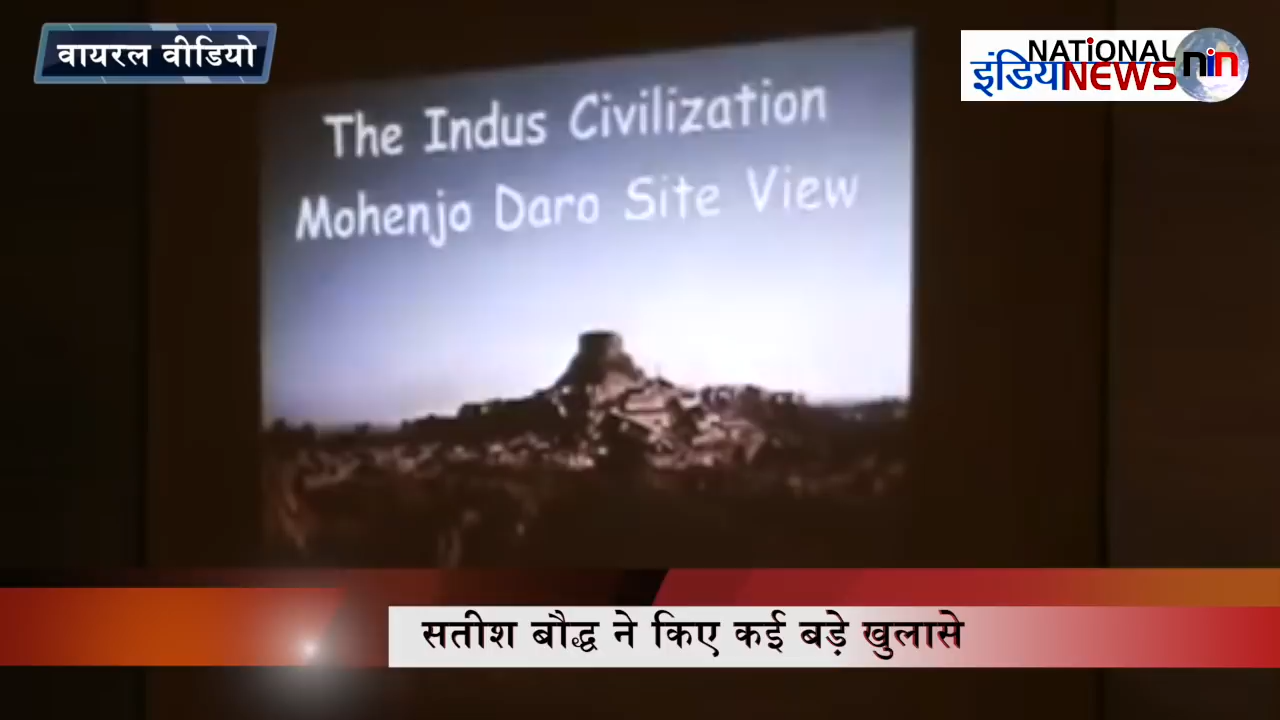 वायरल वीडियो
NATiONAL
इंडियाNEWS
nin
The Indus Civilization
Mohenjo Daro Site View
सतीश बौद्ध ने किए कई बड़े खुलासे